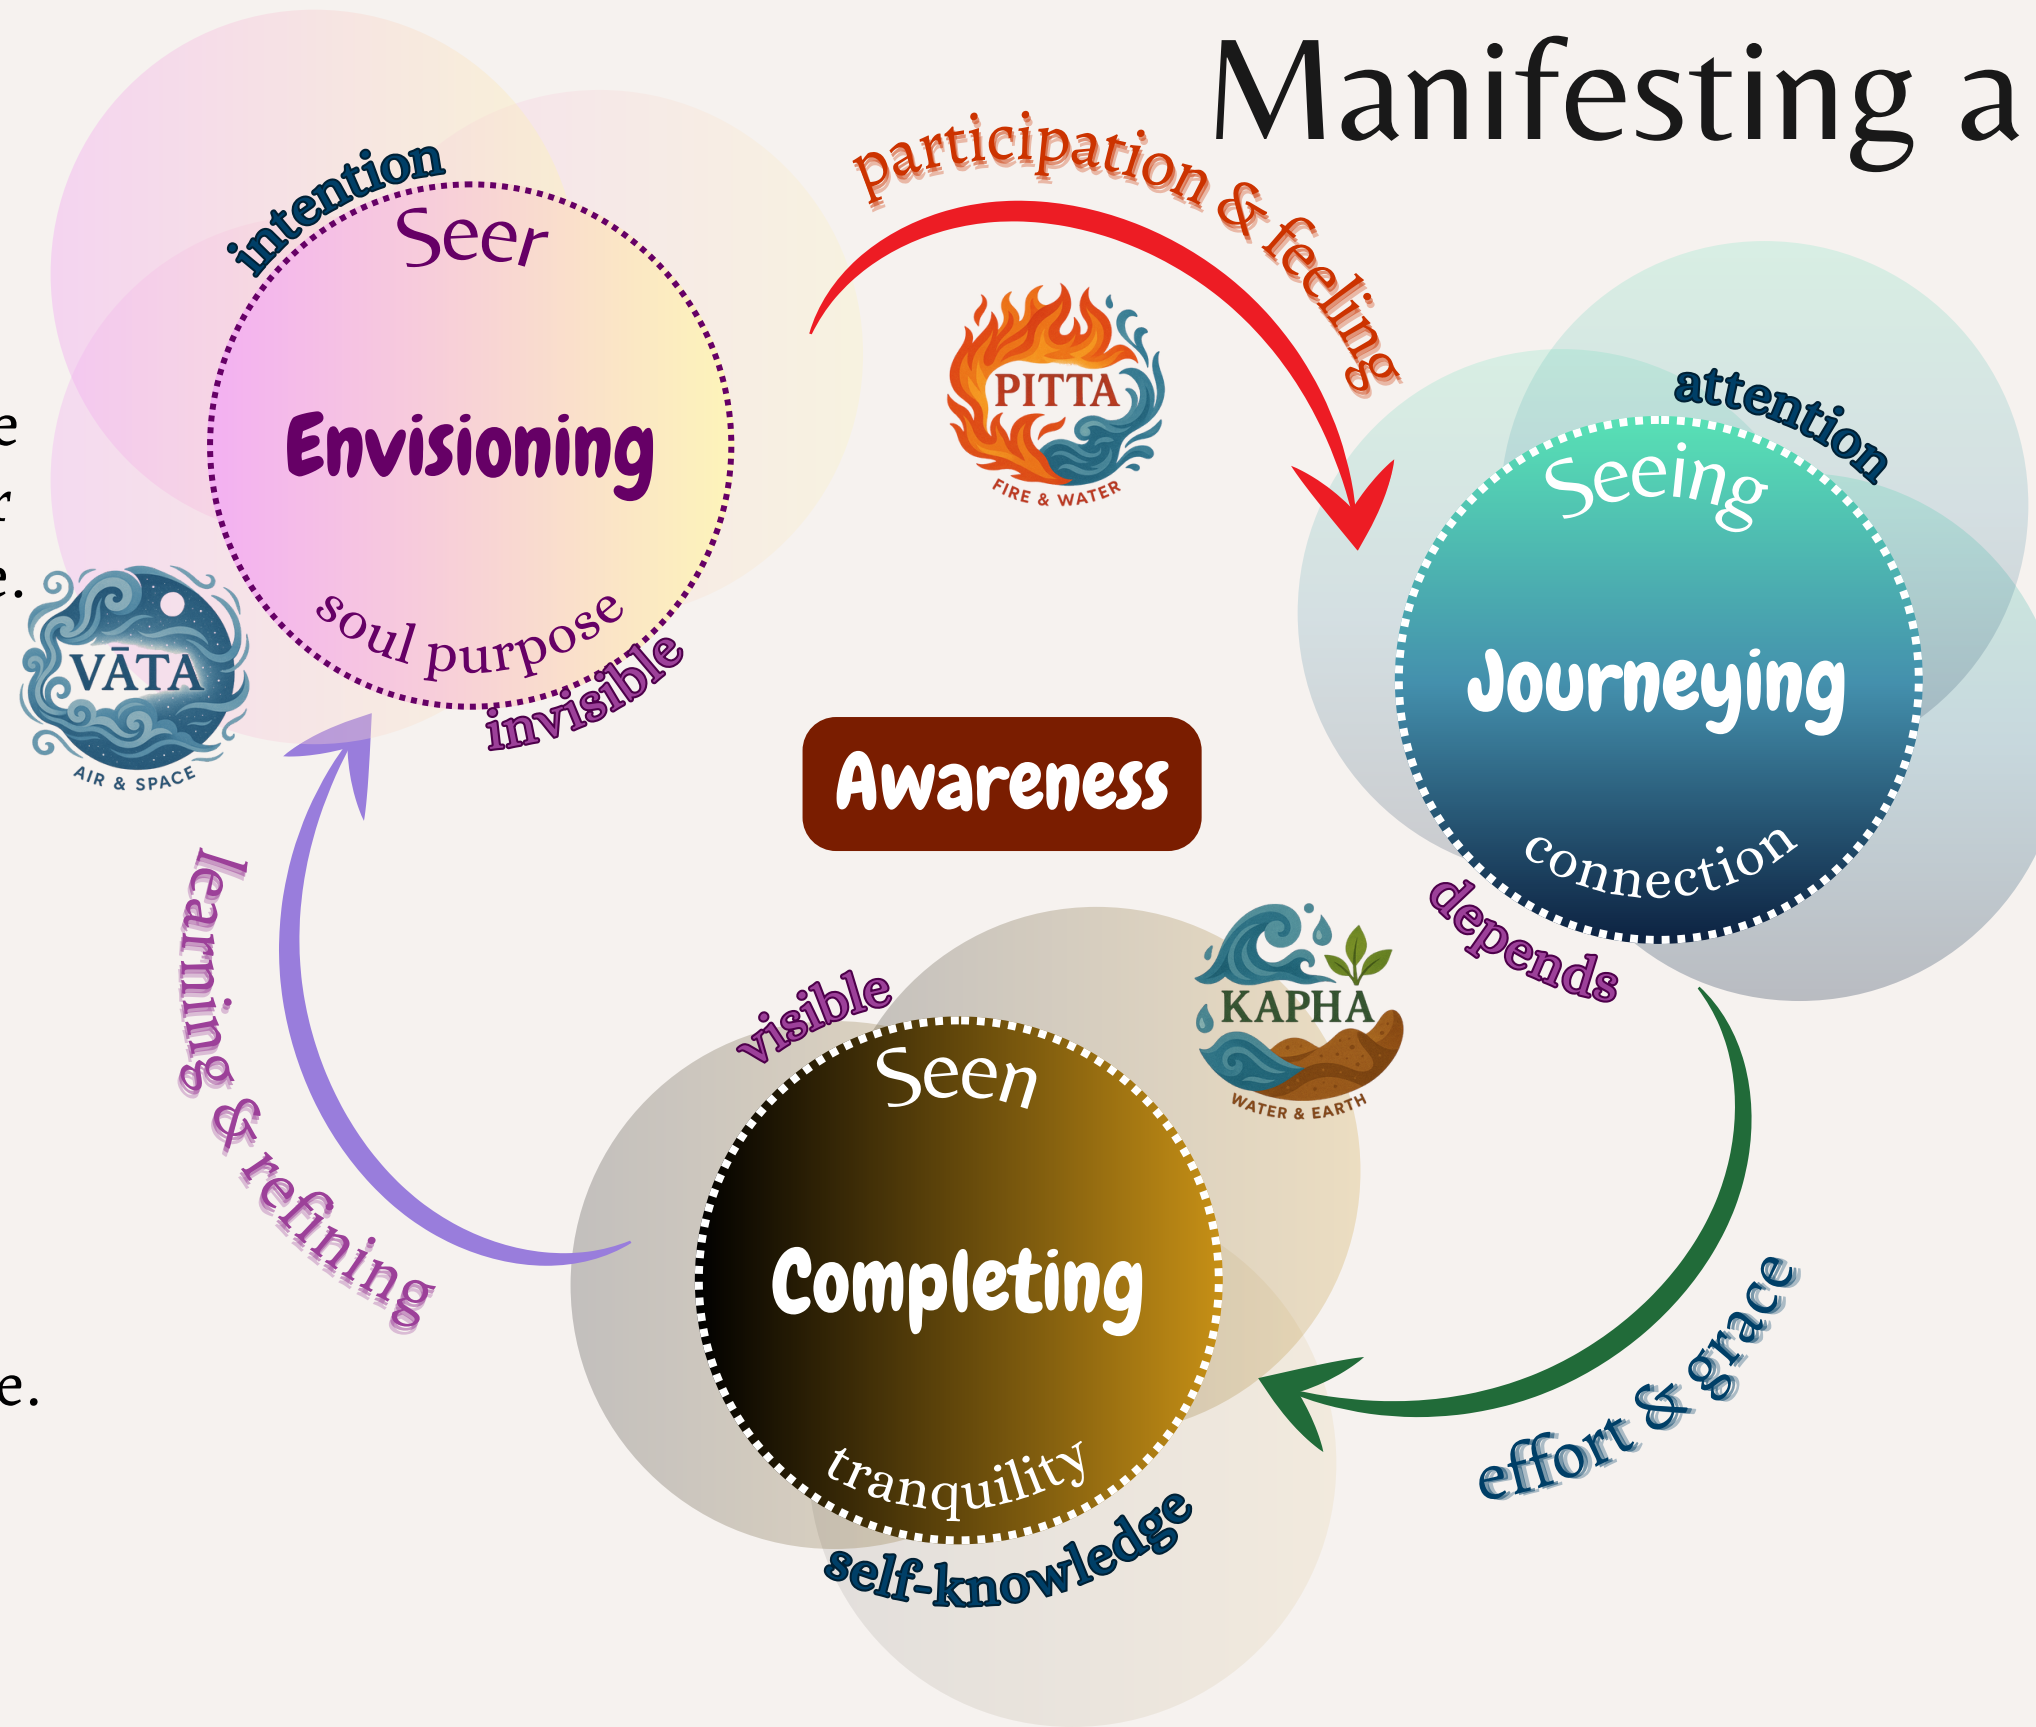 Manifesting a
participation & feeling
intention
Seer
Envisioning
soul purpose
invisible
PITTA
FIRE & WATER
attention
Seeing
Journeying
connection
depends
e
r
e.
VĀTA
AIR & SPACE
Awareness
learning & refining
visible
Seen
Completing
tranquility
self-knowledge
KAPHA
WATER & EARTH
effort & grace
e.